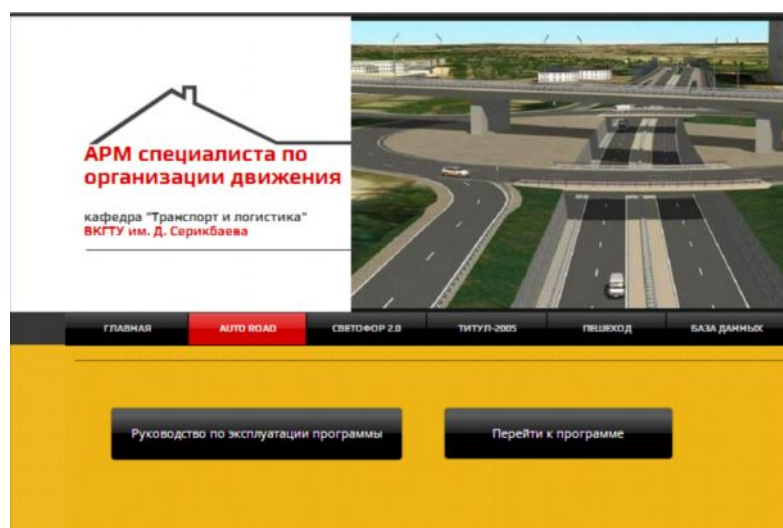 АРМ специалиста по
организации движения
кафедра "Транспорт и логистика"
ВКГТУ им. Д. Серикбаева
ГЛАВНАЯ AUTO ROAD СВЕТОФОР 2.0 ТИТУЛ-2005 ПЕШЕХОД БАЗА ДАННЫХ
Руководство по эксплуатации программы Перейти к программе